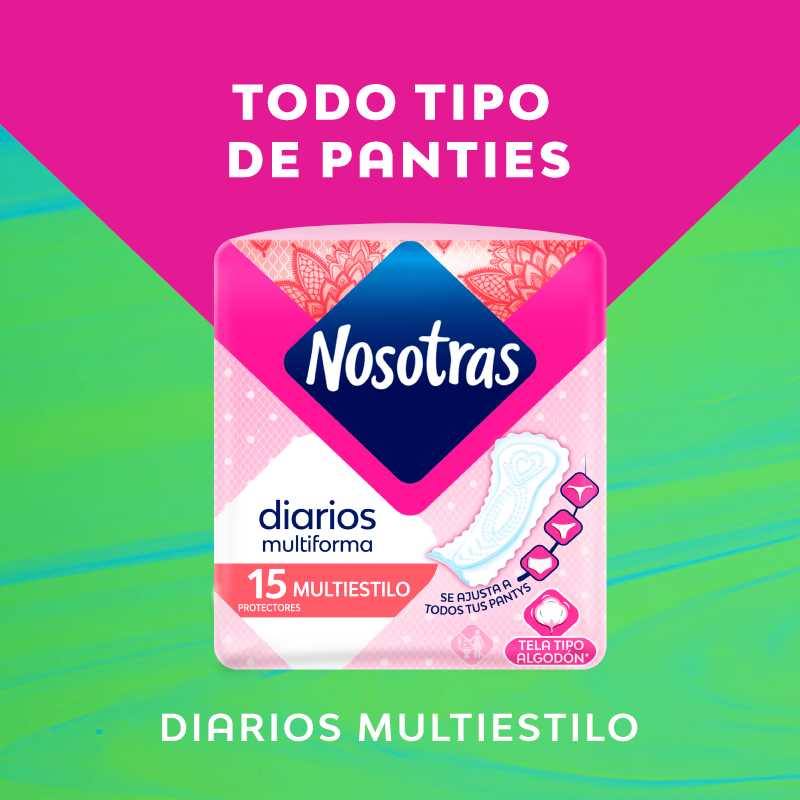 TODO TIPO
DE PANTIES
Nosotras
diarios
multiforma
15 MULTIESTILO
PROTECTORES
SE AJUSTA A
TODOS TUS PANTYS
TELA TIPO
ALGODÓN*
DIARIOS MULTIESTILO